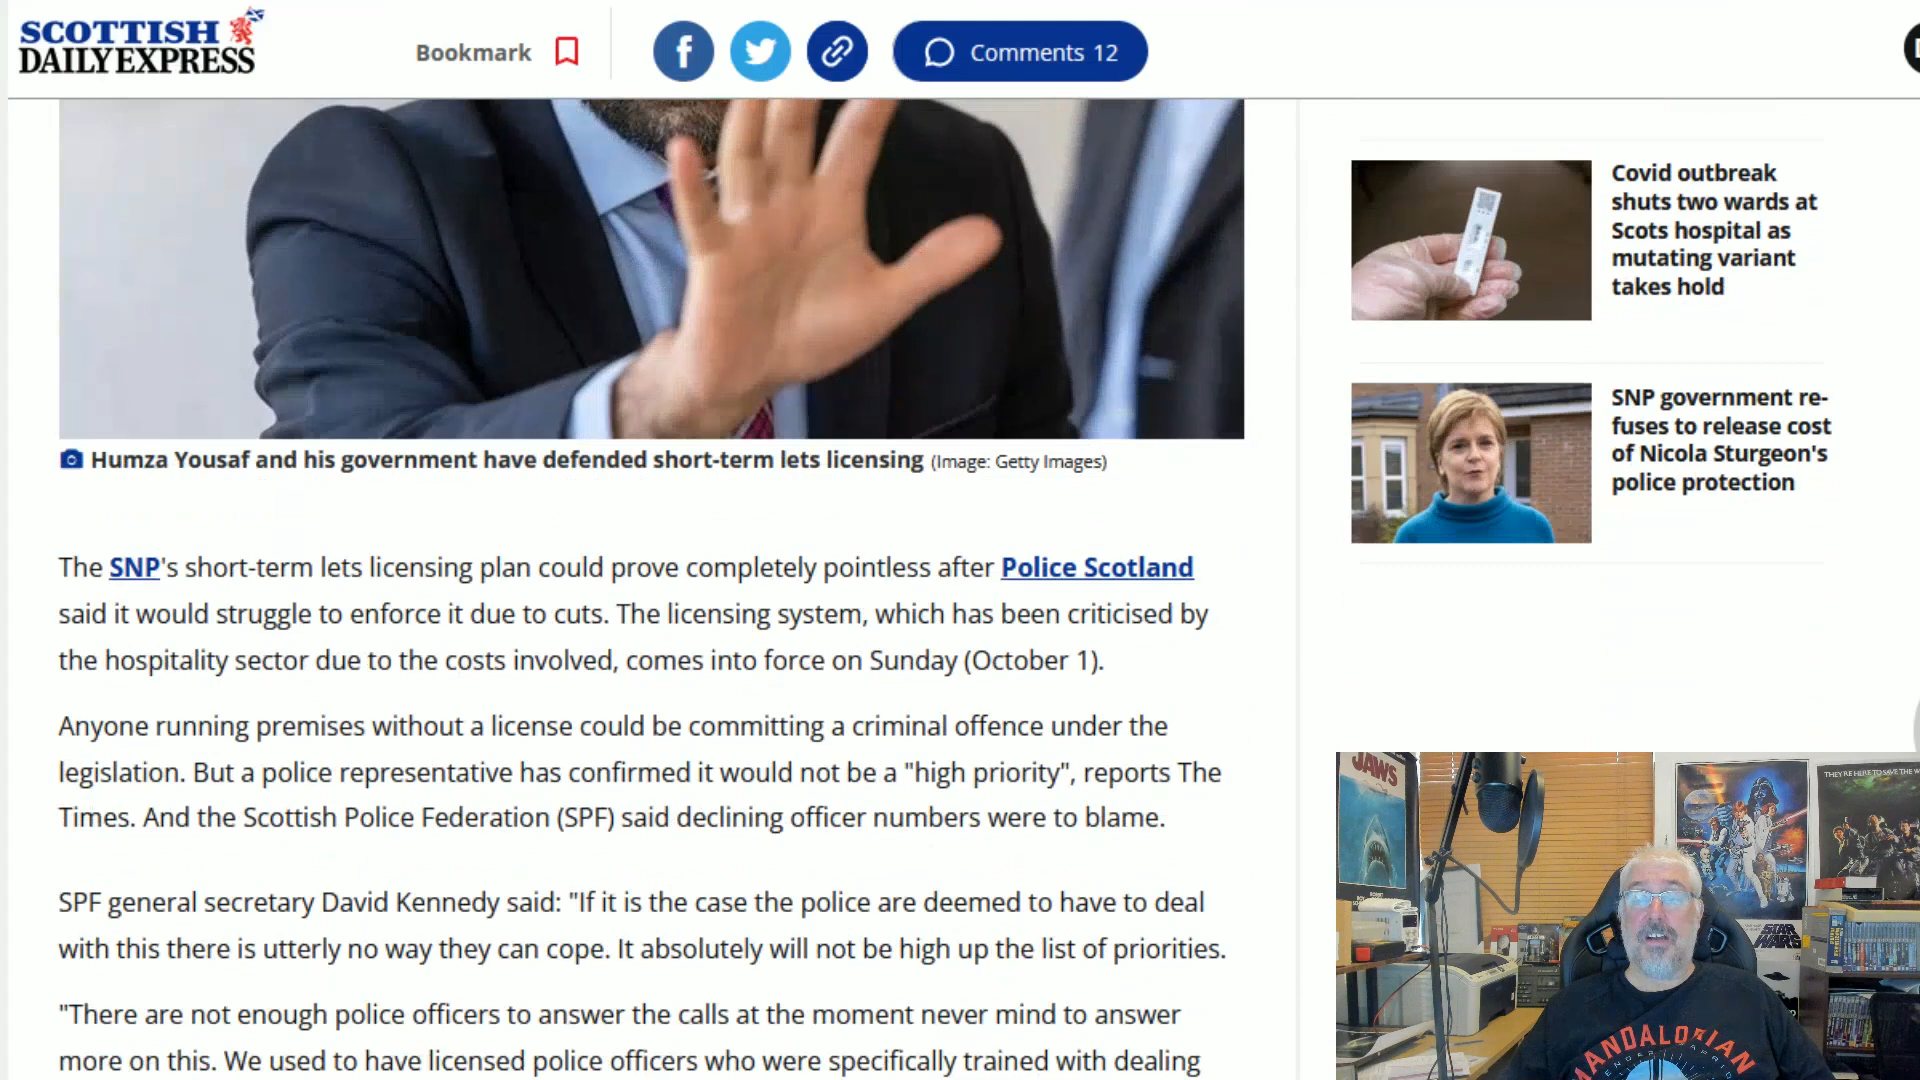 SCOTTISH
DAILY EXPRESS
Bookmark
f
Comments 12
Covid outbreak
shuts two wards at
Scots hospital as
mutating variant
takes hold
SNP government re-
fuses to release cost
of Nicola Sturgeon's
police protection
Humza Yousaf and his government have defended short-term lets licensing (Image: Getty Images)
The SNP's short-term lets licensing plan could prove completely pointless after Police Scotland
said it would struggle to enforce it due to cuts. The licensing system, which has been criticised by
the hospitality sector due to the costs involved, comes into force on Sunday (October 1).
Anyone running premises without a license could be committing a criminal offence under the
legislation. But a police representative has confirmed it would not be a "high priority", reports The
Times. And the Scottish Police Federation (SPF) said declining officer numbers were to blame.
SPF general secretary David Kennedy said: "If it is the case the police are deemed to have to deal
with this there is utterly no way they can cope. It absolutely will not be high up the list of priorities.
"There are not enough police officers to answer the calls at the moment never mind to answer
more on this. We used to have licensed police officers who were specifically trained with dealing
JAWS
THEY'RE HERE TO SAVE THE
STAR
WARS
MANDALORIAN